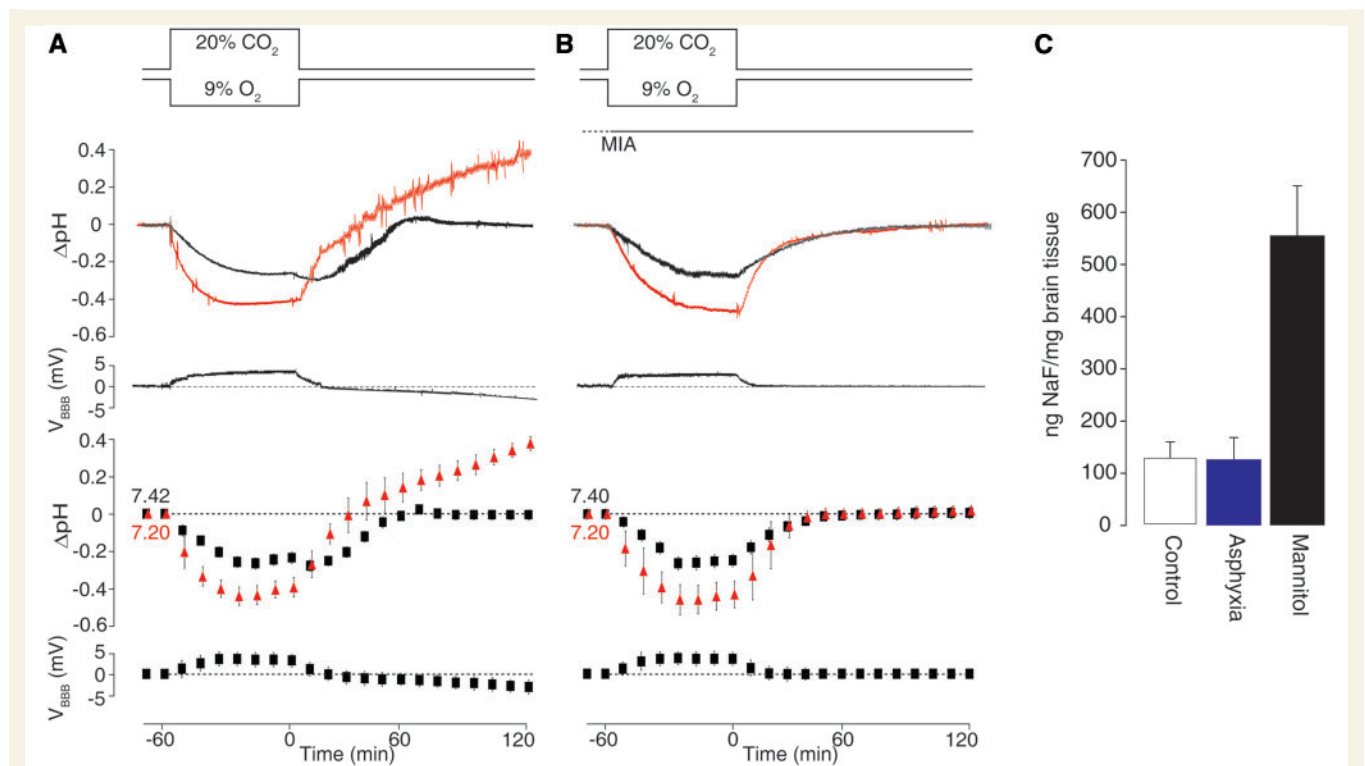 A
20% CO2
9% O2
0.4
0.2
0
-0.2
-0.4
-0.6
ΔpH
5
0
-5
VBBB (mV)
0.4
0.2
0
-0.2
-0.4
-0.6
ΔpH
7.42
7.20
5
0
-5
VBBB (mV)
-60
0
60
120
Time (min)
B
20% CO2
9% O2
MIA
7.40
7.20
-60
0
60
120
Time (min)
C
700
600
500
400
300
200
100
0
ng NaF/mg brain tissue
Control
Asphyxia
Mannitol